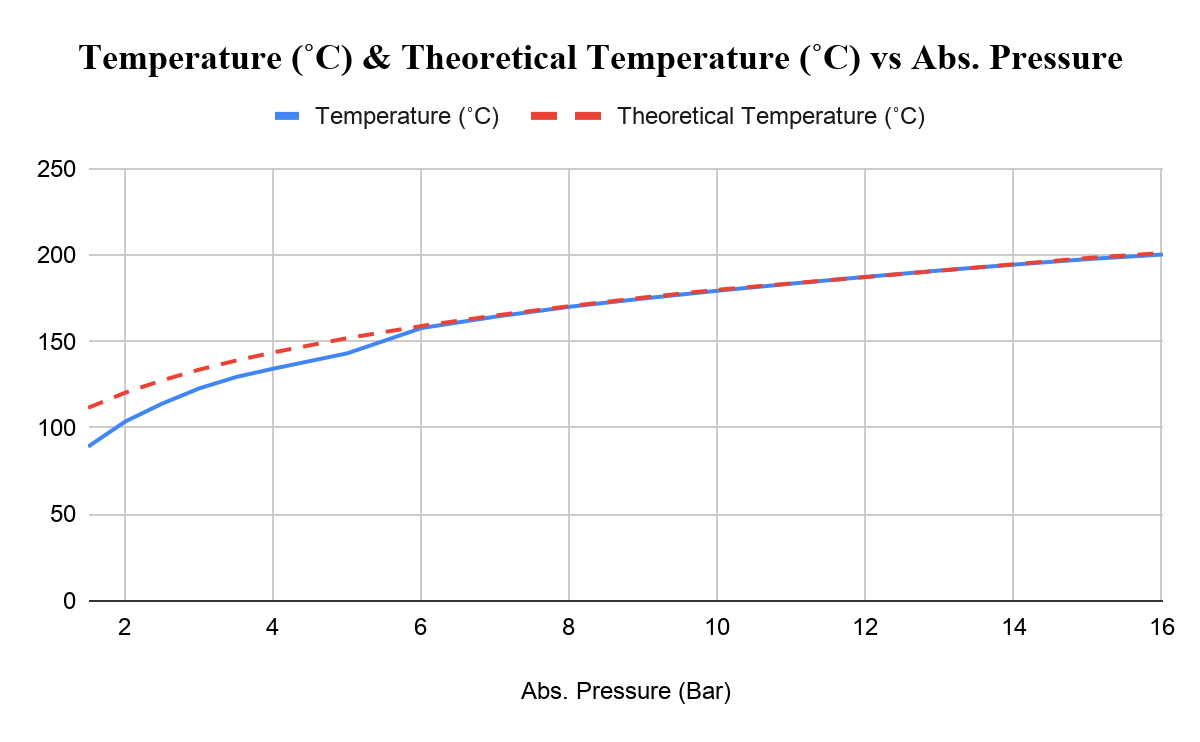 Temperature (˚C) & Theoretical Temperature (˚C) vs Abs. Pressure
Temperature (˚C) Theoretical Temperature (˚C)
250
200
150
100
50
0
2 4 6 8 10 12 14 16
Abs. Pressure (Bar)